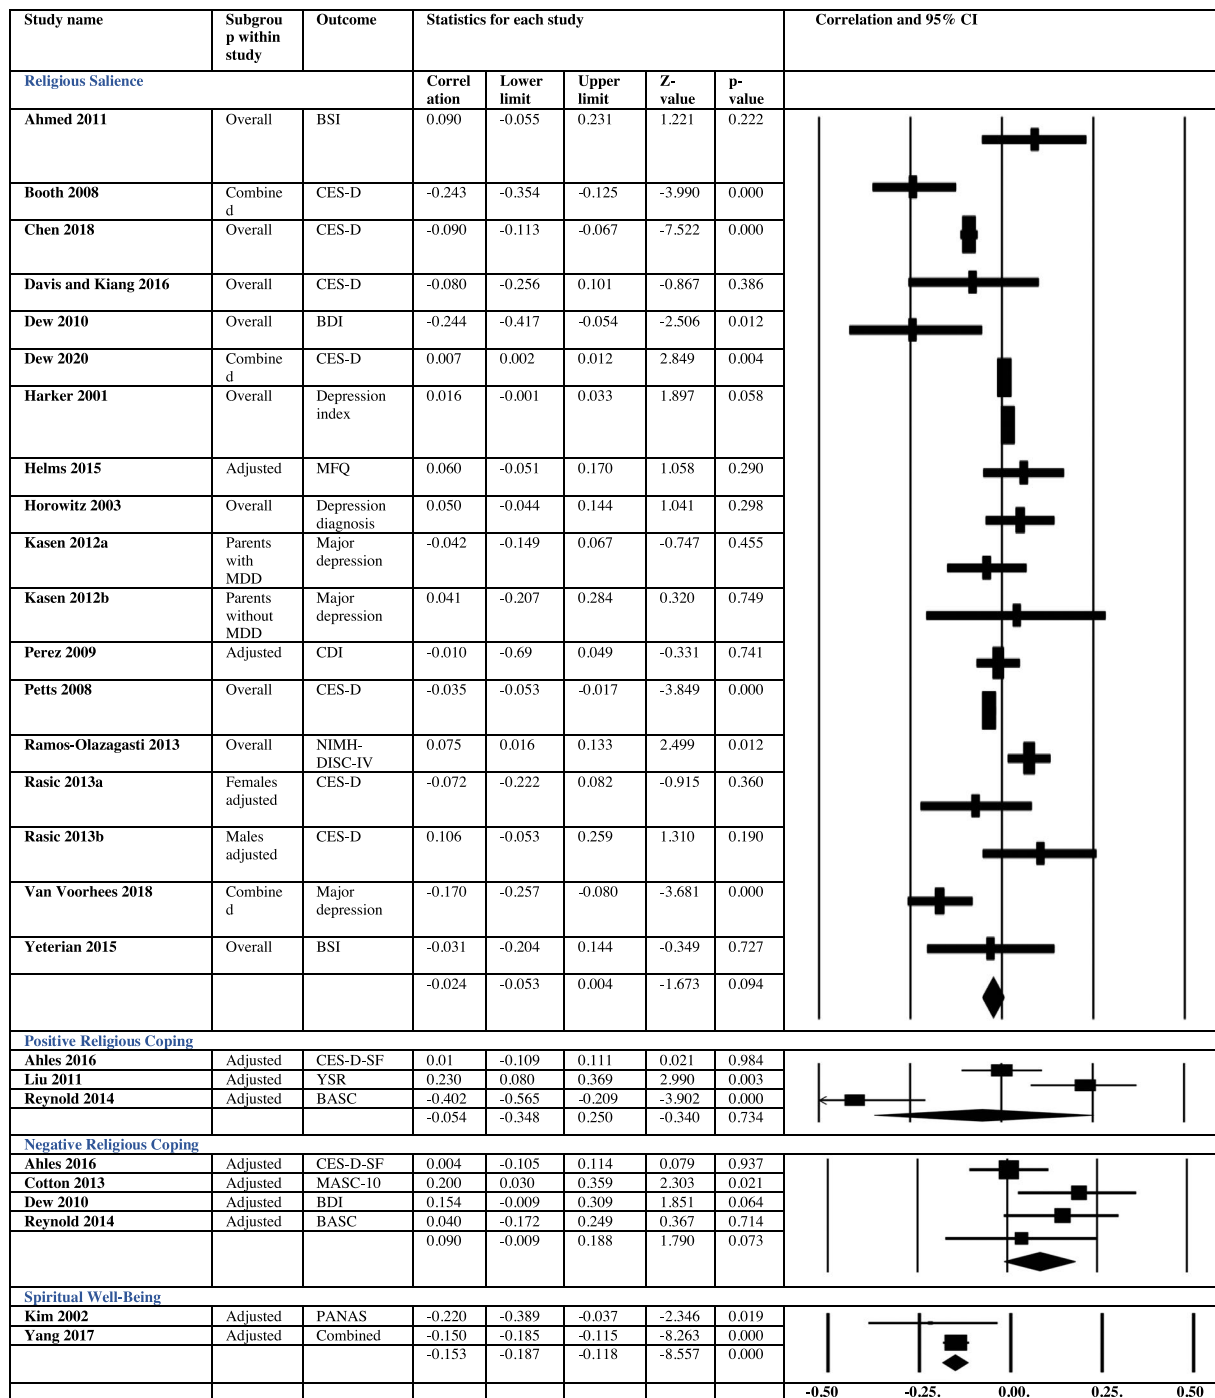 Study name Subgrou Outcome Statistics for each study Correlation and 95% CI
p within
study
Religious Salience Correl Lower Upper Z- p-
ation limit limit value value
Ahmed 2011 Overall BSI 0.090 -0.055 0.231 1.221 0.222
Booth 2008 Combine CES-D -0.243 -0.354 -0.125 -3.990 0.000
d
Chen 2018 Overall CES-D -0.090 -0.113 -0.067 -7.522 0.000
Davis and Kiang 2016 Overall CES-D -0.080 -0.256 0.101 -0.867 0.386
Dew 2010 Overall BDI -0.244 -0.417 -0.054 -2.506 0.012
Dew 2020 Combine CES-D 0.007 0.002 0.012 2.849 0.004
d
Harker 2001 Overall Depression 0.016 -0.001 0.033 1.897 0.058
index
Helms 2015 Adjusted MFQ 0.060 -0.051 0.170 1.058 0.290
Horowitz 2003 Overall Depression 0.050 -0.044 0.144 1.041 0.298
diagnosis
Kasen 2012a Parents Major -0.042 -0.149 0.067 -0.747 0.455
with depression
MDD
Kasen 2012b Parents Major 0.041 -0.207 0.284 0.320 0.749
without depression
MDD
Perez 2009 Adjusted CDI -0.010 -0.69 0.049 -0.331 0.741
Petts 2008 Overall CES-D -0.035 -0.053 -0.017 -3.849 0.000
Ramos-Olazagasti 2013 Overall NIMH- 0.075 0.016 0.133 2.499 0.012
DISC-IV
Rasic 2013a Females CES-D -0.072 -0.222 0.082 -0.915 0.360
adjusted
Rasic 2013b Males CES-D 0.106 -0.053 0.259 1.310 0.190
adjusted
Van Voorhees 2018 Combine Major -0.170 -0.257 -0.080 -3.681 0.000
d depression
Yeterian 2015 Overall BSI -0.031 -0.204 0.144 -0.349 0.727
-0.024 -0.053 0.004 -1.673 0.094
Positive Religious Coping
Ahles 2016 Adjusted CES-D-SF 0.01 -0.109 0.111 0.021 0.984
Liu 2011 Adjusted YSR 0.230 0.080 0.369 2.990 0.003
Reynold 2014 Adjusted BASC -0.402 -0.565 -0.209 -3.902 0.000
-0.054 -0.348 0.250 -0.340 0.734
Negative Religious Coping
Ahles 2016 Adjusted CES-D-SF 0.004 -0.105 0.114 0.079 0.937
Cotton 2013 Adjusted MASC-10 0.200 0.030 0.359 2.303 0.021
Dew 2010 Adjusted BDI 0.154 -0.009 0.309 1.851 0.064
Reynold 2014 Adjusted BASC 0.040 -0.172 0.249 0.367 0.714
0.090 -0.009 0.188 1.790 0.073
Spiritual Well-Being
Kim 2002 Adjusted PANAS -0.220 -0.389 -0.037 -2.346 0.019
Yang 2017 Adjusted Combined -0.150 -0.185 -0.115 -8.263 0.000
-0.153 -0.187 -0.118 -8.557 0.000
-0.50 -0.25. 0.00. 0.25. 0.50